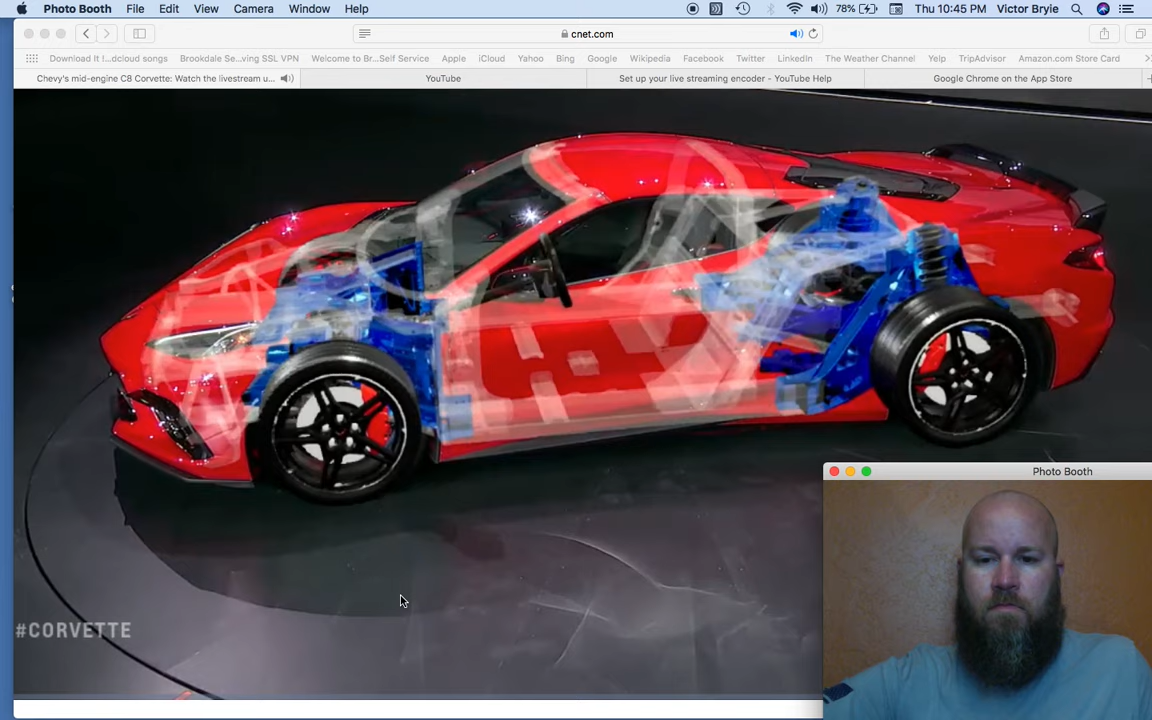 Photo Booth File Edit View Camera Window Help 78% Thu 10:45 PM Victor Bryie
cnet.com
Download It !...dcloud songs Brookdale Se...ving SSL VPN Welcome to Br...Self Service Apple iCloud Yahoo Bing Google Wikipedia Facebook Twitter LinkedIn The Weather Channel Yelp TripAdvisor Amazon.com Store Card
Chevy's mid-engine C8 Corvette: Watch the livestream u... YouTube Set up your live streaming encoder - YouTube Help Google Chrome on the App Store
Photo Booth
#CORVETTE